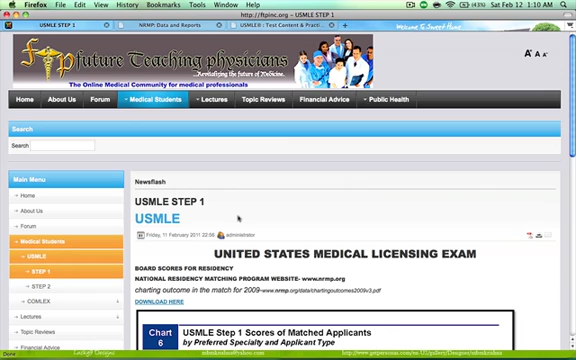 Firefox File Edit View History Bookmarks Tools Window Help (43%) Sat Feb 12 1:10 AM
http://ftpinc.org – USMLE STEP 1
USMLE STEP 1 NRMP: Data and Reports USMLE®: Test Content & Practi...
Welcome To Sweet Home
ftp future Teaching physicians
...Revitalizing the future of Medicine.
The Online Medical Community for medical professionals
A+ A A-
Home About Us Forum Medical Students Lectures Topic Reviews Financial Advice Public Health
Search
Search
Main Menu
Home
About Us
Forum
Medical Students
USMLE
STEP 1
STEP 2
COMLEX
Lectures
Topic Reviews
Financial Advice
Newsflash
USMLE STEP 1
USMLE
Friday, 11 February 2011 22:58 administrator
UNITED STATES MEDICAL LICENSING EXAM
BOARD SCORES FOR RESIDENCY
NATIONAL RESIDENCY MATCHING PROGRAM WEBSITE- www.nrmp.org
charting outcome in the match for 2009-www.nrmp.org/data/chartingoutcomes2009v3.pdf
DOWNLOAD HERE
Chart 6
USMLE Step 1 Scores of Matched Applicants
by Preferred Specialty and Applicant Type
Done